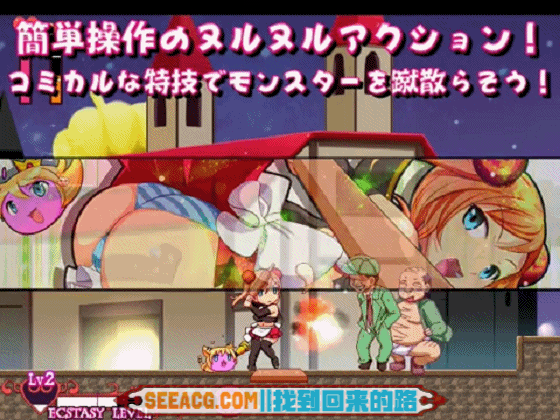 簡単操作のヌルヌルアクション！
コミカルな特技でモンスターを蹴散らそう！
Lv2
ECSTASY LEVEL
SEEACG.COM||找到回来的路